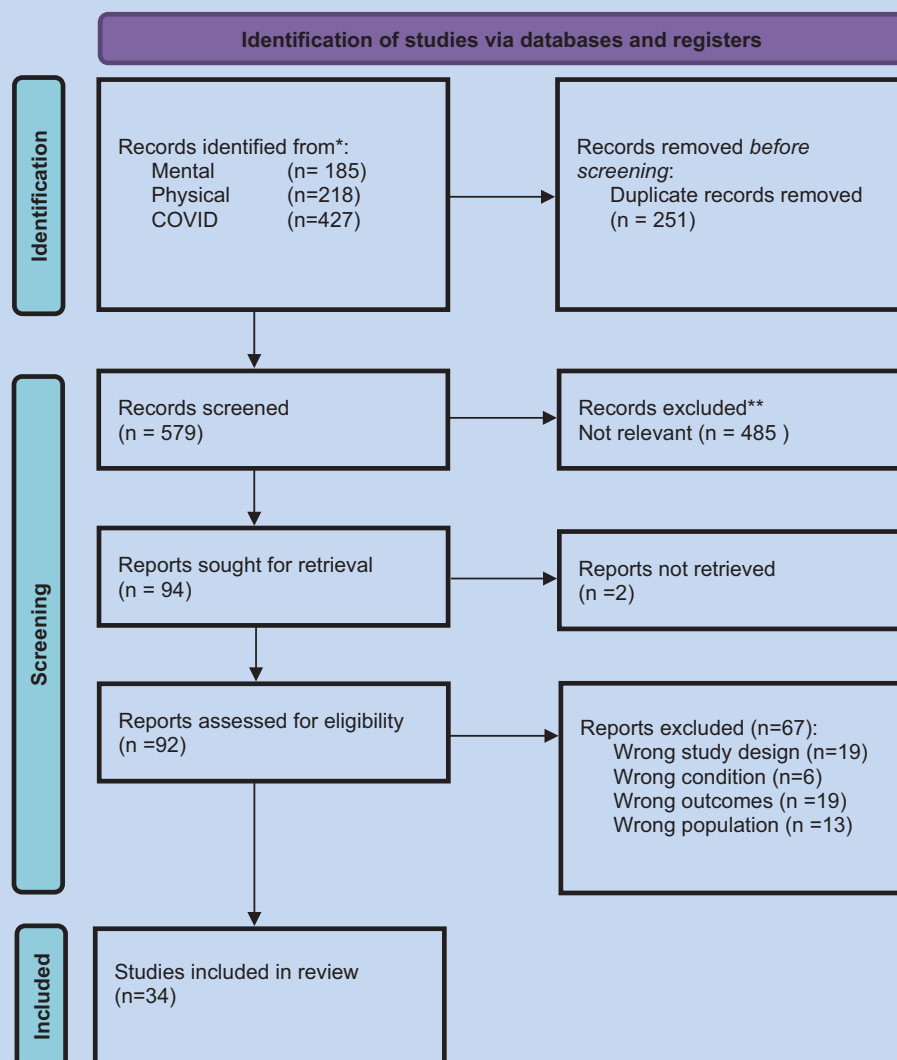 Identification of studies via databases and registers
Identification
Records identified from*:
Mental (n= 185)
Physical (n=218)
COVID (n=427)
Records removed before
screening:
Duplicate records removed
(n = 251)
Screening
Records screened
(n = 579)
Records excluded**
Not relevant (n = 485 )
Reports sought for retrieval
(n = 94)
Reports not retrieved
(n =2)
Reports assessed for eligibility
(n =92)
Reports excluded (n=67):
Wrong study design (n=19)
Wrong condition (n=6)
Wrong outcomes (n =19)
Wrong population (n =13)
Included
Studies included in review
(n=34)